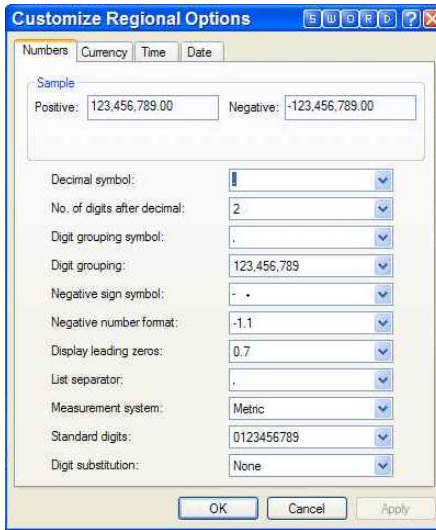 Customize Regional Options S W O R D
Numbers Currency Time Date
Sample
Positive: 123,456,789.00 Negative: -123,456,789.00
Decimal symbol: .
No. of digits after decimal: 2
Digit grouping symbol: ,
Digit grouping: 123,456,789
Negative sign symbol: -
Negative number format: -1.1
Display leading zeros: 0.7
List separator: ,
Measurement system: Metric
Standard digits: 0123456789
Digit substitution: None
OK Cancel Apply